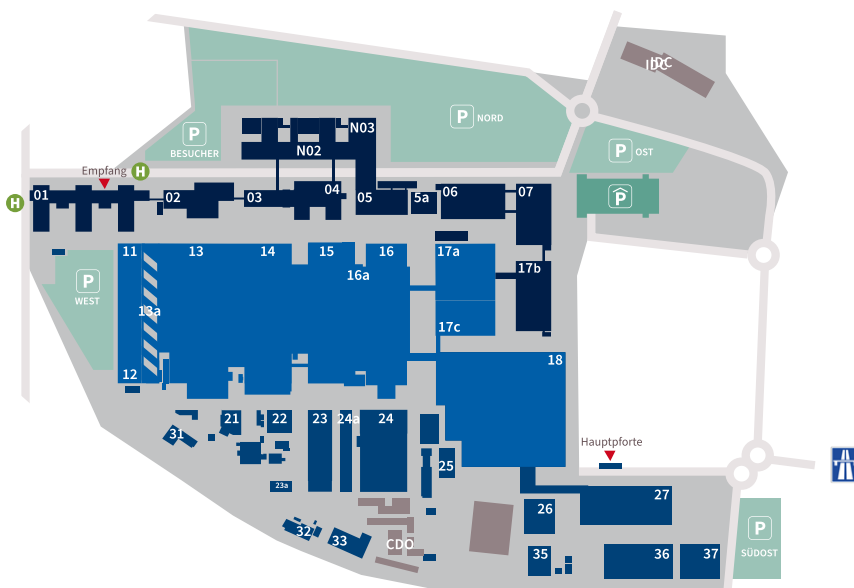 IDC
IDC
N03
P NORD
P
BESUCHER
N02
P OST
Empfang
H
H
01
02
03
04
05
5a
06
07
P
11
13
14
15
16
17a
16a
17b
P
WEST
13a
17c
12
18
21
22
23
24a
24
31
Hauptpforte
25
23a
27
26
32
33
CDO
P
SÜDOST
35
36
37